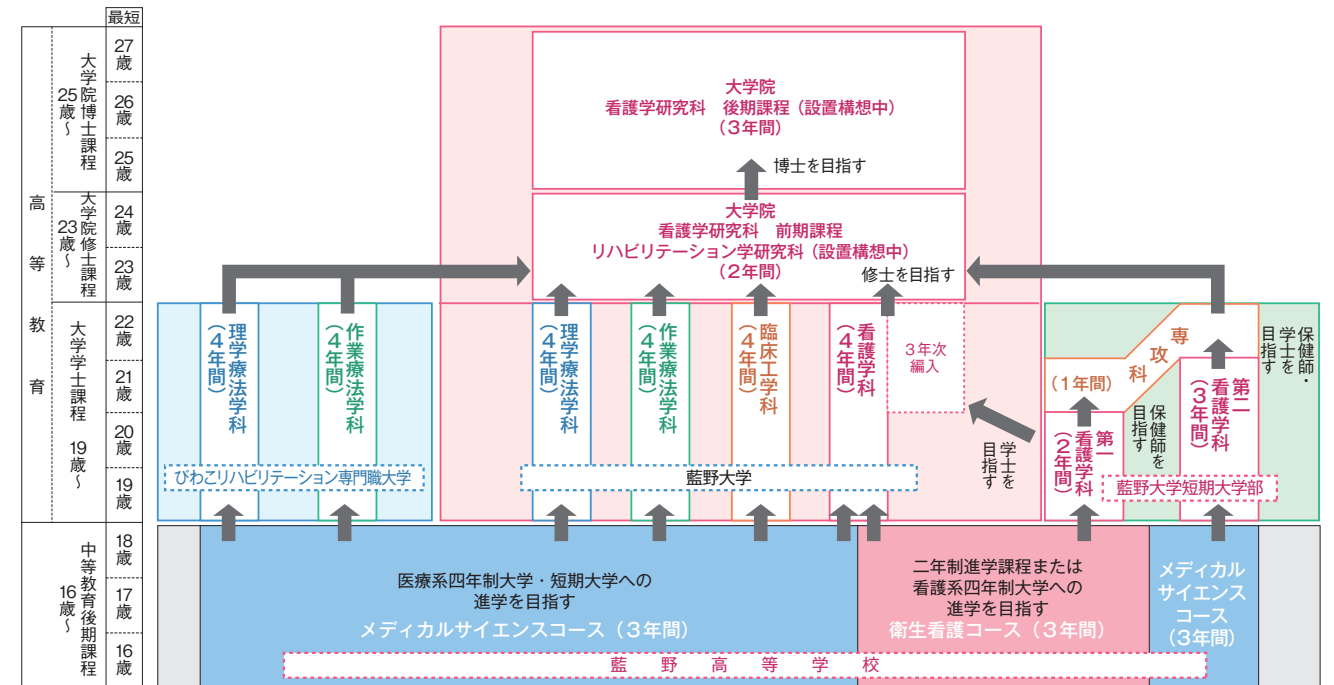 最短
27歳
26歳
25歳
24歳
23歳
22歳
21歳
20歳
19歳
18歳
17歳
16歳
高等教育
大学院博士課程
25歳～
大学院修士課程
23歳～
大学学士課程　19歳～
中等教育後期課程
16歳～
大学院
看護学研究科　後期課程（設置構想中）
（3年間）
博士を目指す
大学院
看護学研究科　前期課程
リハビリテーション学研究科（設置構想中）
（2年間）
修士を目指す
理学療法学科
（4年間）
作業療法学科
（4年間）
びわこリハビリテーション専門職大学
理学療法学科
（4年間）
作業療法学科
（4年間）
臨床工学科
（4年間）
看護学科
（4年間）
3年次
編入
藍野大学
学士を
目指す
専攻科
（1年間）
第一
看護学科
（2年間）
保健師を
目指す
第二
看護学科
（3年間）
保健師・
学士を
目指す
藍野大学短期大学部
医療系四年制大学・短期大学への
進学を目指す
メディカルサイエンスコース（3年間）
二年制進学課程または
看護系四年制大学への
進学を目指す
衛生看護コース（3年間）
メディカル
サイエンス
コース
（3年間）
藍野高等学校